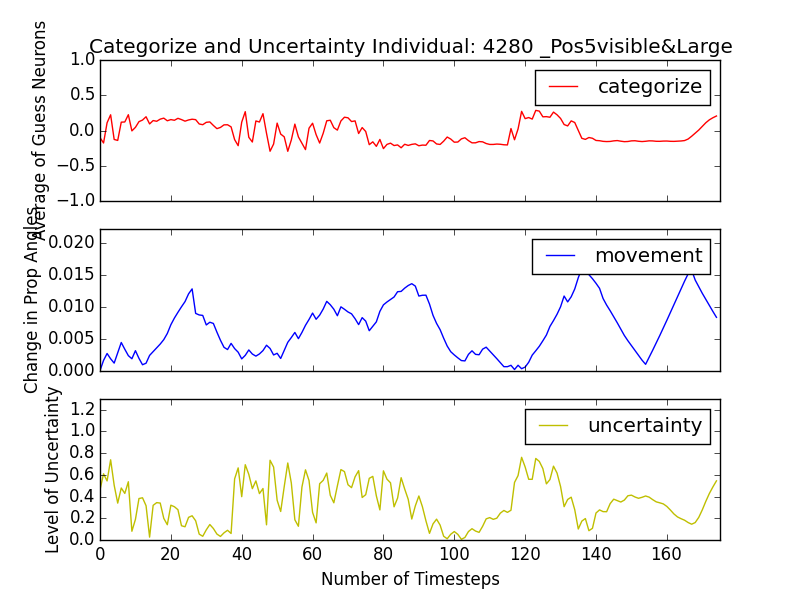 Categorize and Uncertainty Individual: 4280 _Pos5visible&Large
Average of Guess Neurons
1.0
0.5
0.0
−0.5
−1.0
categorize
Change in Prop Angles
0.020
0.015
0.010
0.005
0.000
movement
Level of Uncertainty
1.2
1.0
0.8
0.6
0.4
0.2
0.0
uncertainty
0 20 40 60 80 100 120 140 160
Number of Timesteps